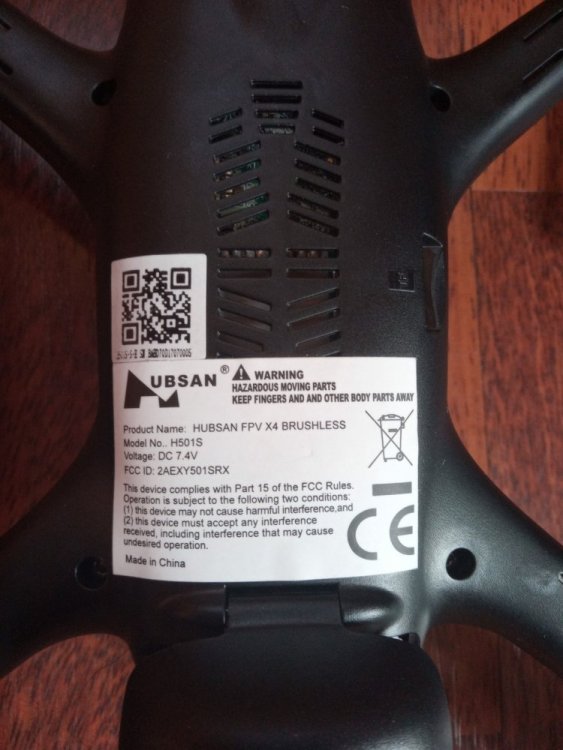 HUBSAN ®
WARNING
HAZARDOUS MOVING PARTS
KEEP FINGERS AND AND OTHER BODY PARTS AWAY
Product Name: HUBSAN FPV X4 BRUSHLESS
Model No.. H501S
Voltage: DC 7.4V
FCC ID: 2AEXY501SRX
This device complies with Part 15 of the FCC Rules.
Operation is subject to the following two conditions:
(1) this device may not cause harmful interference,and
(2) this device must accept any interference
received, including interference that may cause
undesired operation.
Made in China
CE